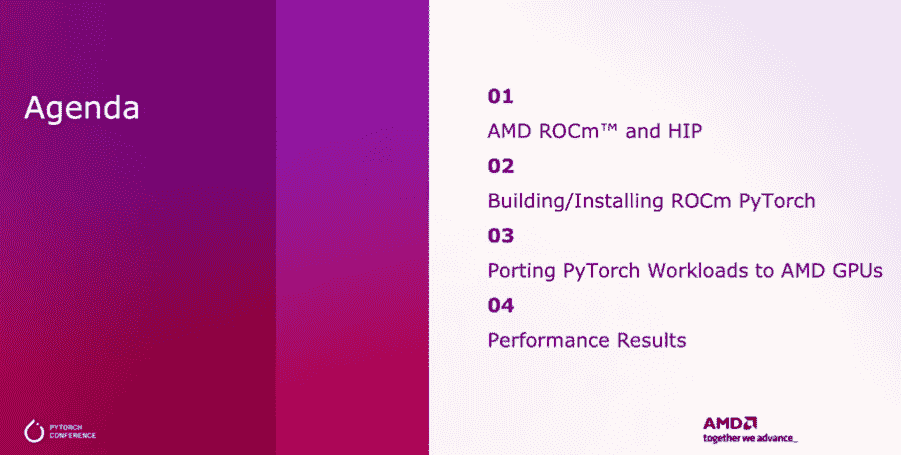 Agenda
01
AMD ROCm™ and HIP
02
Building/Installing ROCm PyTorch
03
Porting PyTorch Workloads to AMD GPUs
04
Performance Results
PYTORCH
CONFERENCE
AMD
together we advance_